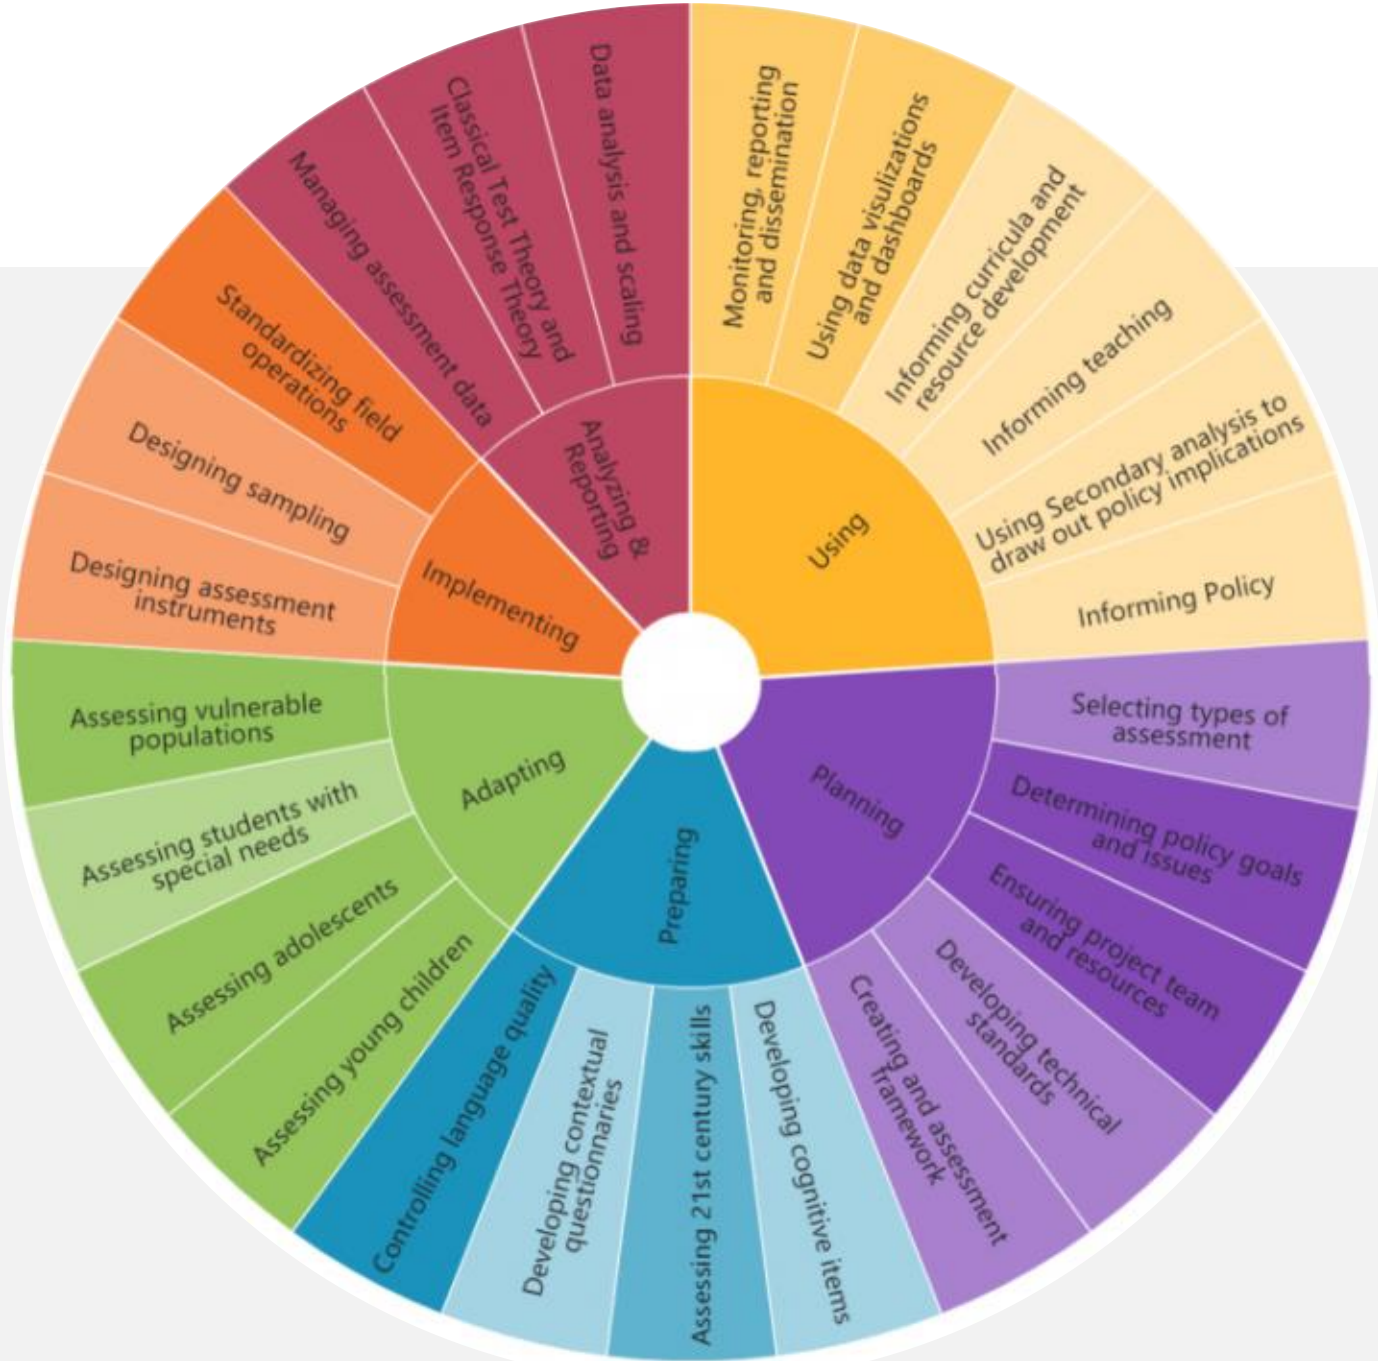 Monitoring, reporting
and dissemination
Using data visulizations
and dashboards
Informing curricula and
resource development
Informing teaching
Using Secondary analysis to
draw out policy implications
Informing Policy
Using
Selecting types of
assessment
Determining policy goals
and issues
Ensuring project team
and resources
Developing technical
standards
Creating and assessment
framework
Planning
Developing cognitive items
Assessing 21st century skills
Developing contextual
questionnaries
Controlling language quality
Preparing
Assessing young children
Assessing adolescents
Assessing students with
special needs
Assessing vulnerable
populations
Adapting
Designing assessment
instruments
Designing sampling
Standardizing field
operations
Implementing
Managing assessment data
Classical Test Theory and
Item Response Theory
Data analysis and scaling
Analyzing &
Reporting